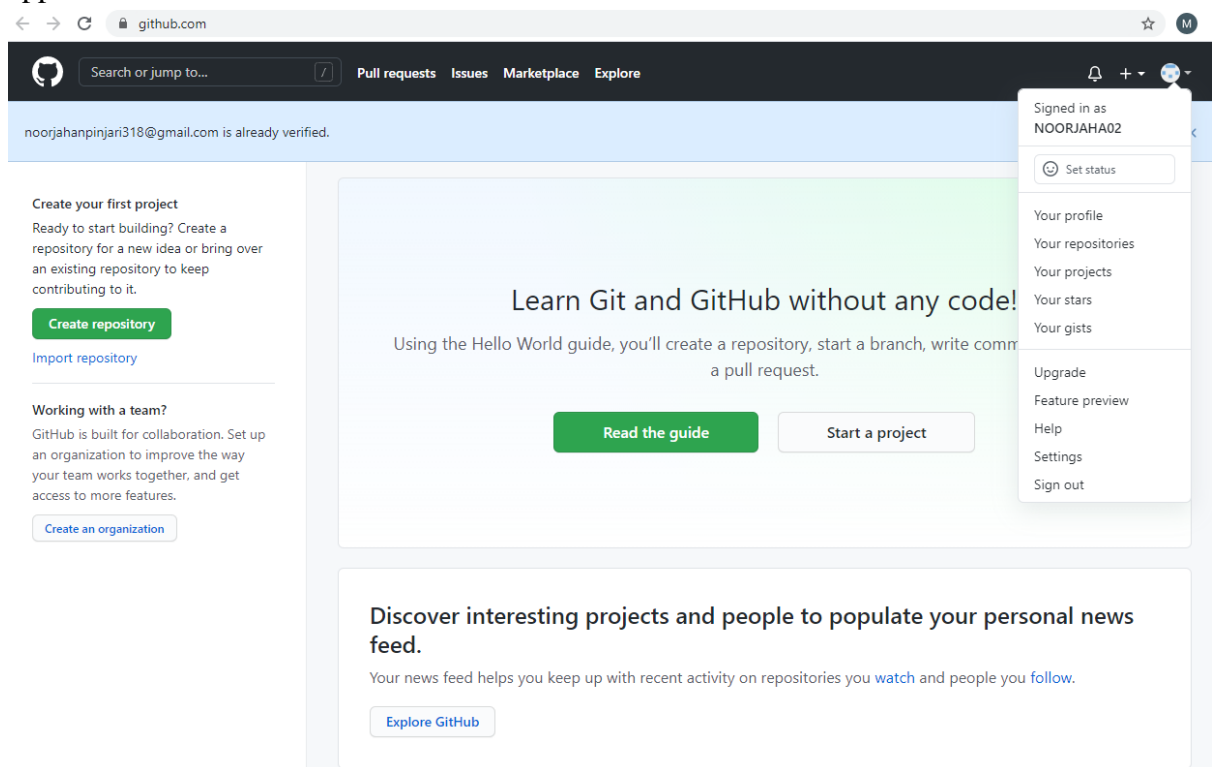 github.com
M
Search or jump to...
/
Pull requests Issues Marketplace Explore
Signed in as
NOORJAHA02
noorjahanpinjari318@gmail.com is already verified.
Set status
Your profile
Your repositories
Your projects
Your stars
Your gists
Upgrade
Feature preview
Help
Settings
Sign out
Create your first project
Ready to start building? Create a
repository for a new idea or bring over
an existing repository to keep
contributing to it.
Create repository
Import repository
Working with a team?
GitHub is built for collaboration. Set up
an organization to improve the way
your team works together, and get
access to more features.
Create an organization
Learn Git and GitHub without any code!
Using the Hello World guide, you’ll create a repository, start a branch, write comm
a pull request.
Read the guide
Start a project
Discover interesting projects and people to populate your personal news
feed.
Your news feed helps you keep up with recent activity on repositories you watch and people you follow.
Explore GitHub